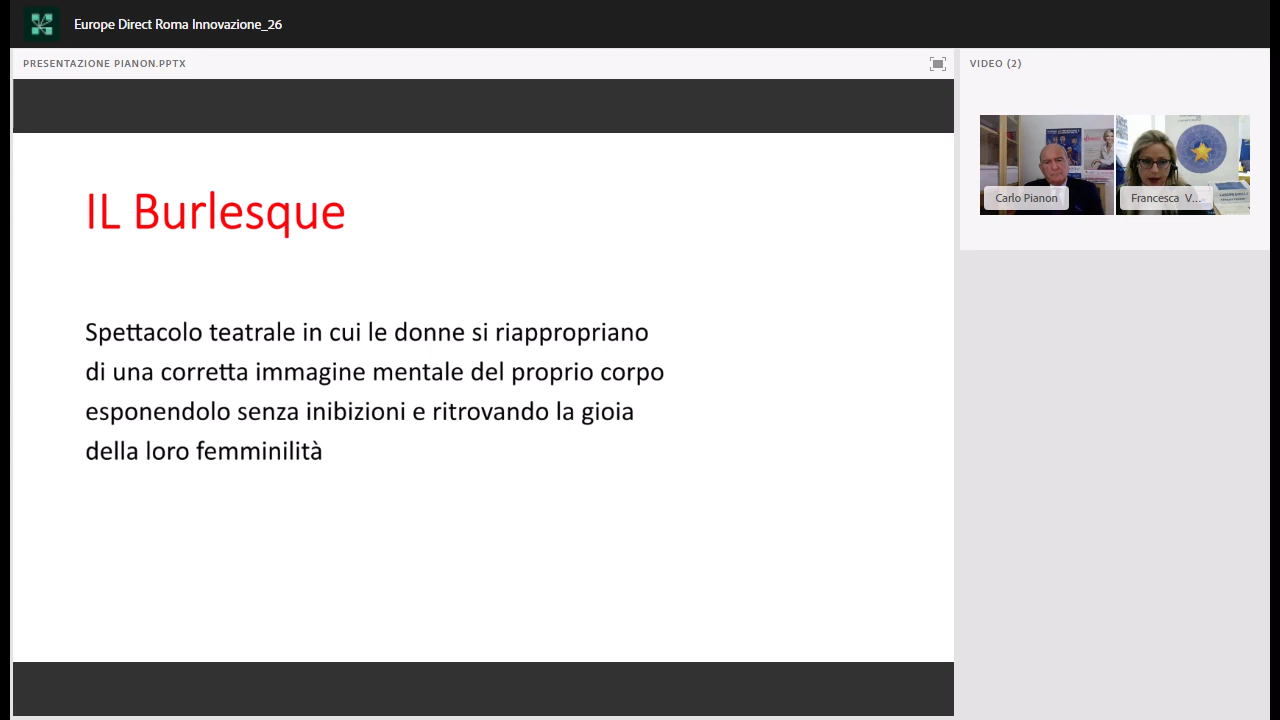 Europe Direct Roma Innovazione_26
PRESENTAZIONE PIANON.PPTX
VIDEO (2)
IL Burlesque
Spettacolo teatrale in cui le donne si riappropriano
di una corretta immagine mentale del proprio corpo
esponendolo senza inibizioni e ritrovando la gioia
della loro femminilità
Carlo Pianon
Francesca V...